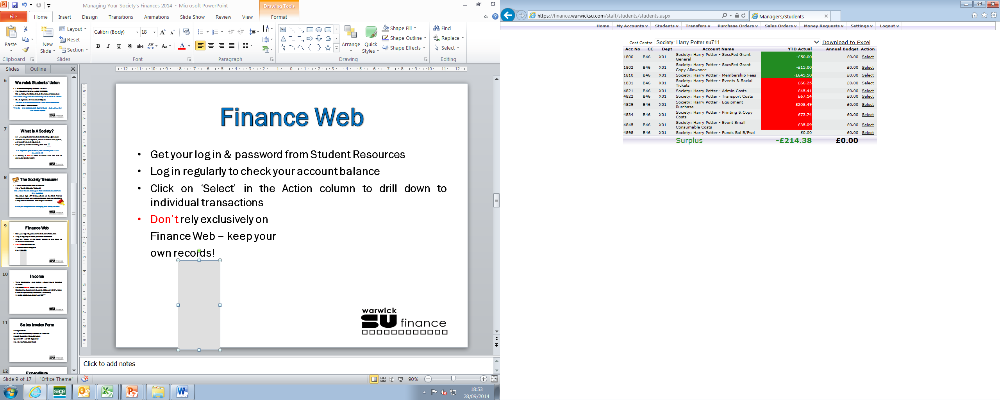 Managing Your Society's Finances 2014 - Microsoft PowerPoint
Drawing Tools
File Home Insert Design Transitions Animations Slide Show Review View Format
Paste
Clipboard
New Slide
Layout
Reset
Section
Slides
Calibri (Body) 18
B I U S abc AV Aa A
Font
Paragraph
Arrange
Quick Styles
Shape Fill
Shape Outline
Shape Effects
Drawing
Find
Replace
Select
Editing
Slides Outline
6 Warwick Students' Union
7 What Is A Society?
8 The Society Treasurer
9 Finance Web
10 Income
11 Sales Invoice Form
12 Expenditure
Finance Web
• Get your log in & password from Student Resources
• Log in regularly to check your account balance
• Click on ‘Select’ in the Action column to drill down to
individual transactions
• Don’t rely exclusively on
Finance Web – keep your
own records!
warwick
SU finance
Click to add notes
Slide 9 of 17 "Office Theme" 90%
sage
18:53
28/09/2014
https://finance.warwicksu.com/staff/students/students.aspx
Managers/Students
Home My Accounts v Students v Transfers v Purchase Orders v Sales Orders v Money Requests v Settings v Logout v
Cost Centre Society: Harry Potter su711 Download to Excel
Acc No CC Dept Account Name YTD Actual Annual Budget Action
1800 B46 X01 Society: Harry Potter - SocsFed Grant General -£50.00 £0.00 Select
1802 B46 X01 Society: Harry Potter - SocsFed Grant Copy Allowance -£15.00 £0.00 Select
1810 B46 X01 Society: Harry Potter - Membership Fees -£645.50 £0.00 Select
1831 B46 X01 Society: Harry Potter - Events & Social Tickets £66.25 £0.00 Select
4821 B46 X01 Society: Harry Potter - Admin Costs £45.41 £0.00 Select
4822 B46 X01 Society: Harry Potter - Transport Costs £67.14 £0.00 Select
4829 B46 X01 Society: Harry Potter - Equipment Purchase £208.49 £0.00 Select
4834 B46 X01 Society: Harry Potter - Printing & Copy Costs £73.74 £0.00 Select
4845 B46 X01 Society: Harry Potter - Event Small Consumable Costs £35.09 £0.00 Select
4898 B46 X01 Society: Harry Potter - Funds Bal B/Fwd £0.00 £0.00 Select
Surplus -£214.38 £0.00